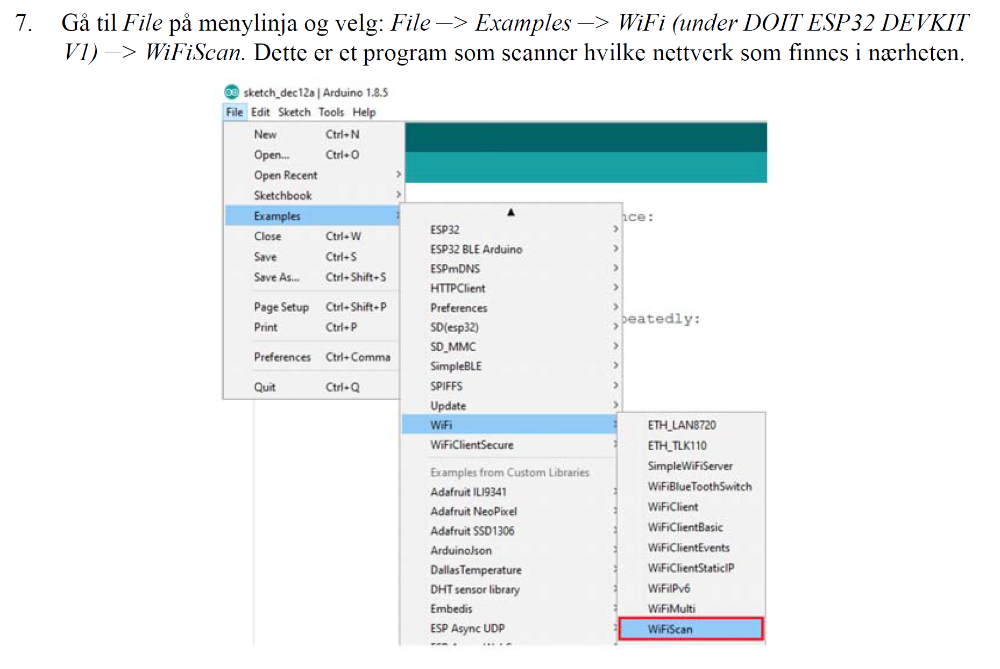 7. Gå til File på menylinja og velg: File —> Examples —> WiFi (under DOIT ESP32 DEVKIT
V1) —> WiFiScan. Dette er et program som scanner hvilke nettverk som finnes i nærheten.
sketch_dec12a | Arduino 1.8.5
File Edit Sketch Tools Help
New Ctrl+N
Open... Ctrl+O
Open Recent
Sketchbook
Examples
Close Ctrl+W
Save Ctrl+S
Save As... Ctrl+Shift+S
Page Setup Ctrl+Shift+P
Print Ctrl+P
Preferences Ctrl+Comma
Quit Ctrl+Q
ESP32
ESP32 BLE Arduino
ESPmDNS
HTTPClient
Preferences
SD(esp32)
SD_MMC
SimpleBLE
SPIFFS
Update
WiFi
WiFiClientSecure
Examples from Custom Libraries
Adafruit ILI9341
Adafruit NeoPixel
Adafruit SSD1306
ArduinoJson
DallasTemperature
DHT sensor library
Embedis
ESP Async UDP
nce:
peatedly:
ETH_LAN8720
ETH_TLK110
SimpleWiFiServer
WiFiBlueToothSwitch
WiFiClient
WiFiClientBasic
WiFiClientEvents
WiFiClientStaticIP
WiFiIPv6
WiFiMulti
WiFiScan